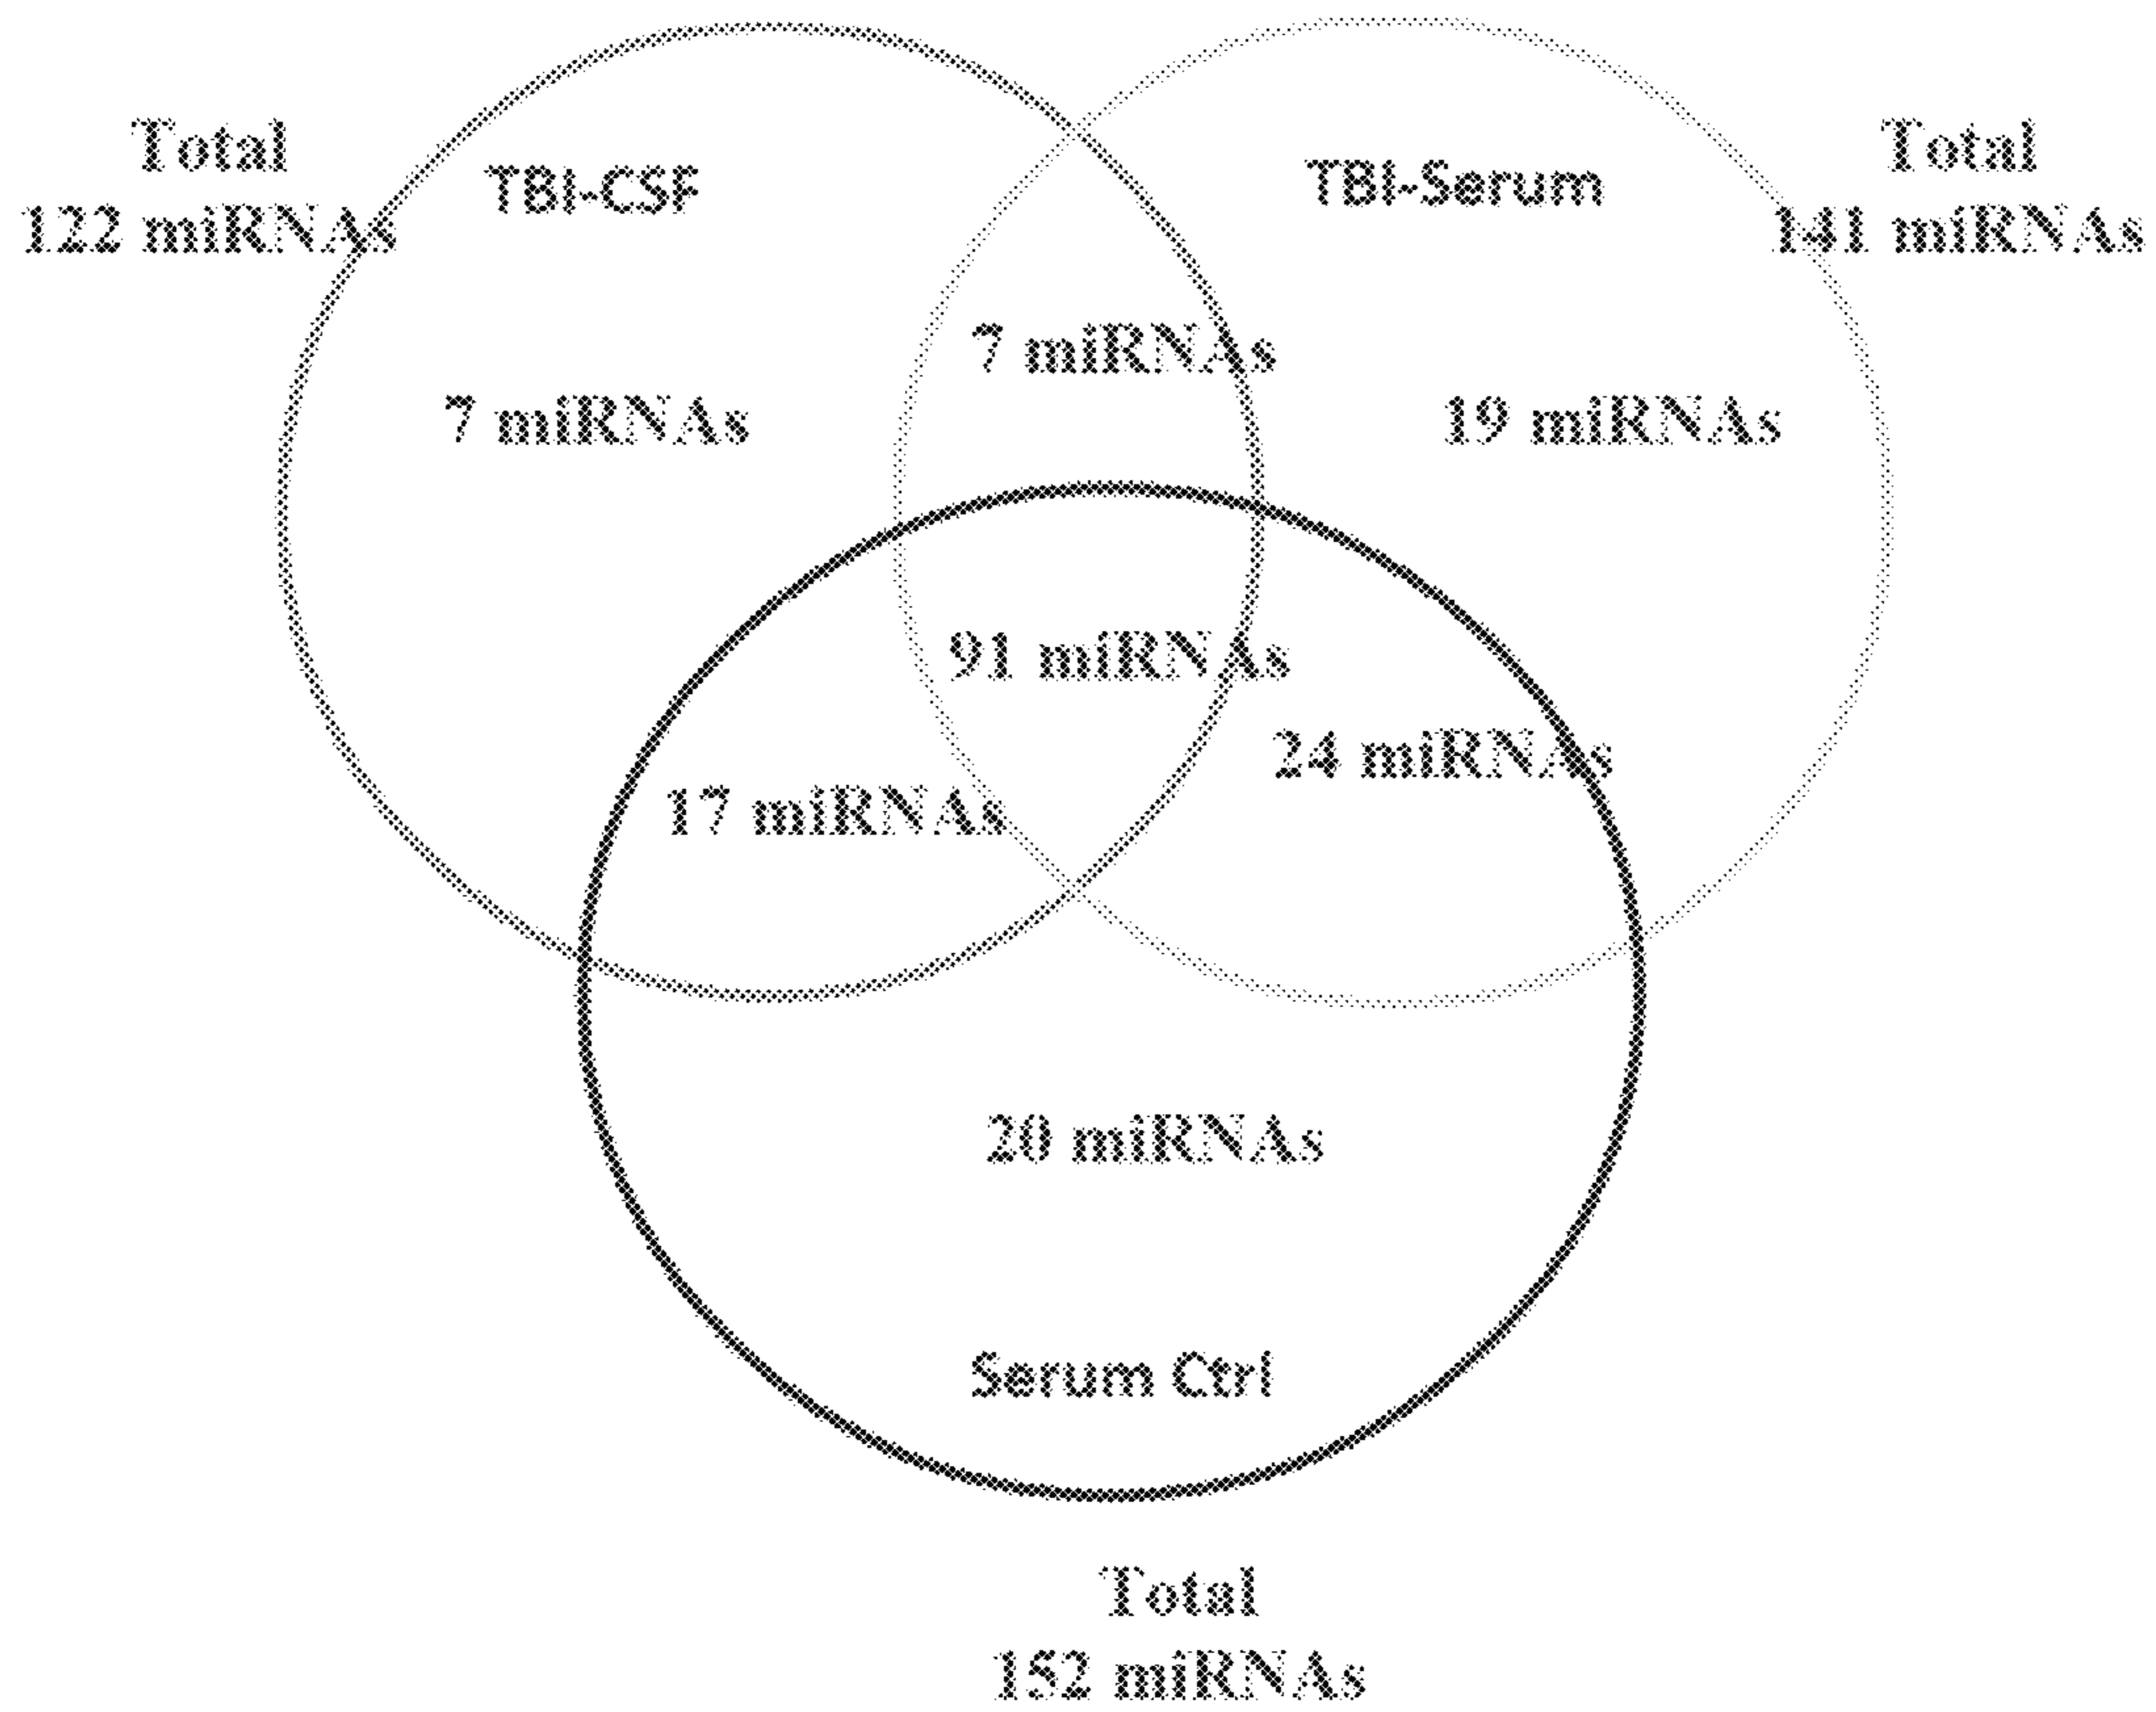 Total
122 miRNAs
TBI-CSF
TBI-Serum
Total
141 miRNAs
7 miRNAs
7 miRNAs
19 miRNAs
91 miRNAs
24 miRNAs
17 miRNAs
20 miRNAs
Serum Ctrl
Total
152 miRNAs